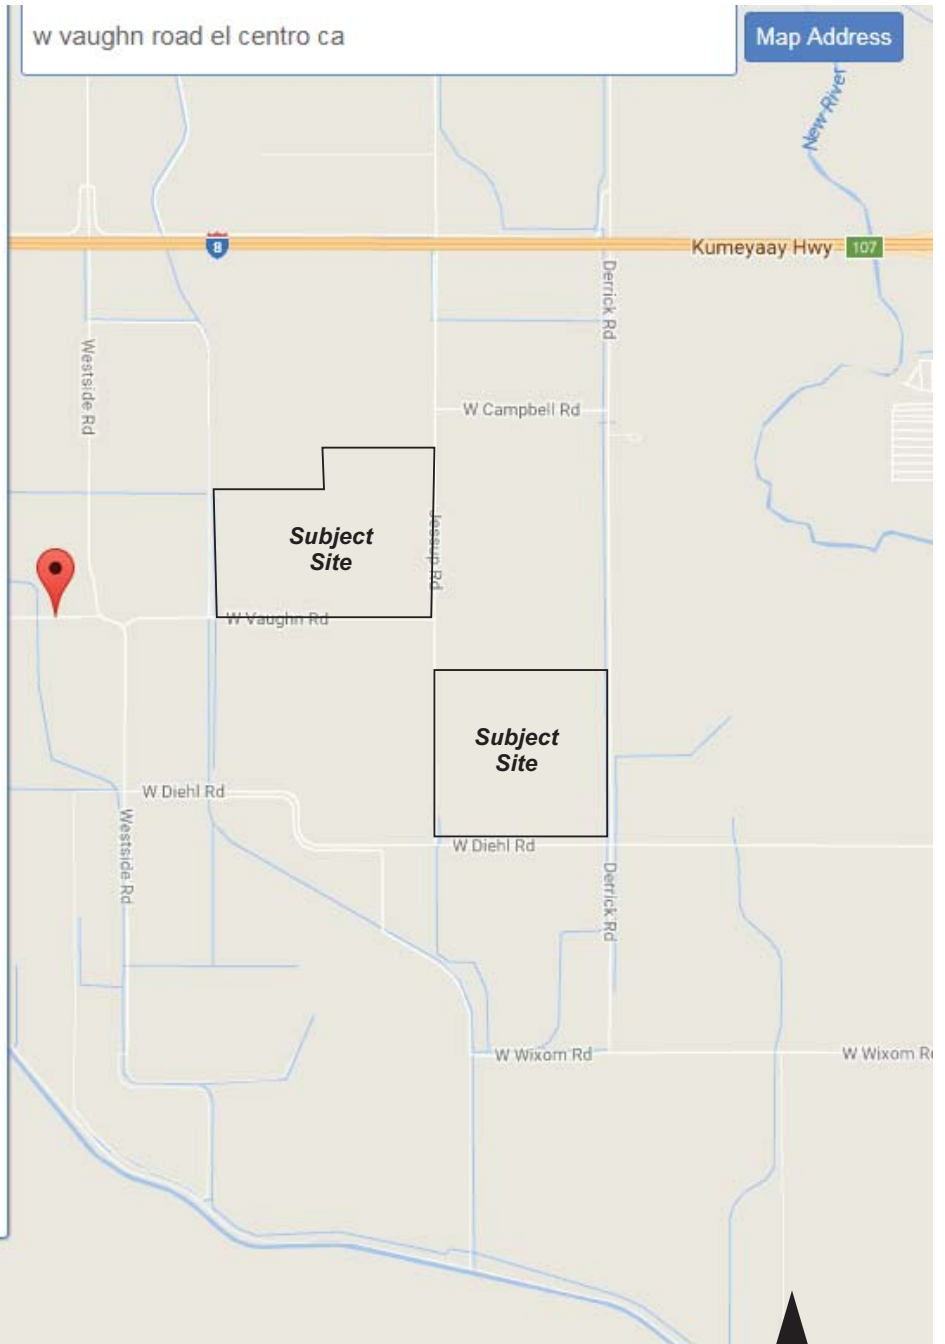 w vaughn road el centro ca
Map Address
New River
8
Kumeyaay Hwy
107
Derrick Rd
Westside Rd
W Campbell Rd
Subject
Site
Jessup Rd
W Vaughn Rd
Subject
Site
W Diehl Rd
Westside Rd
W Diehl Rd
Derrick Rd
W Wixom Rd
W Wixom R